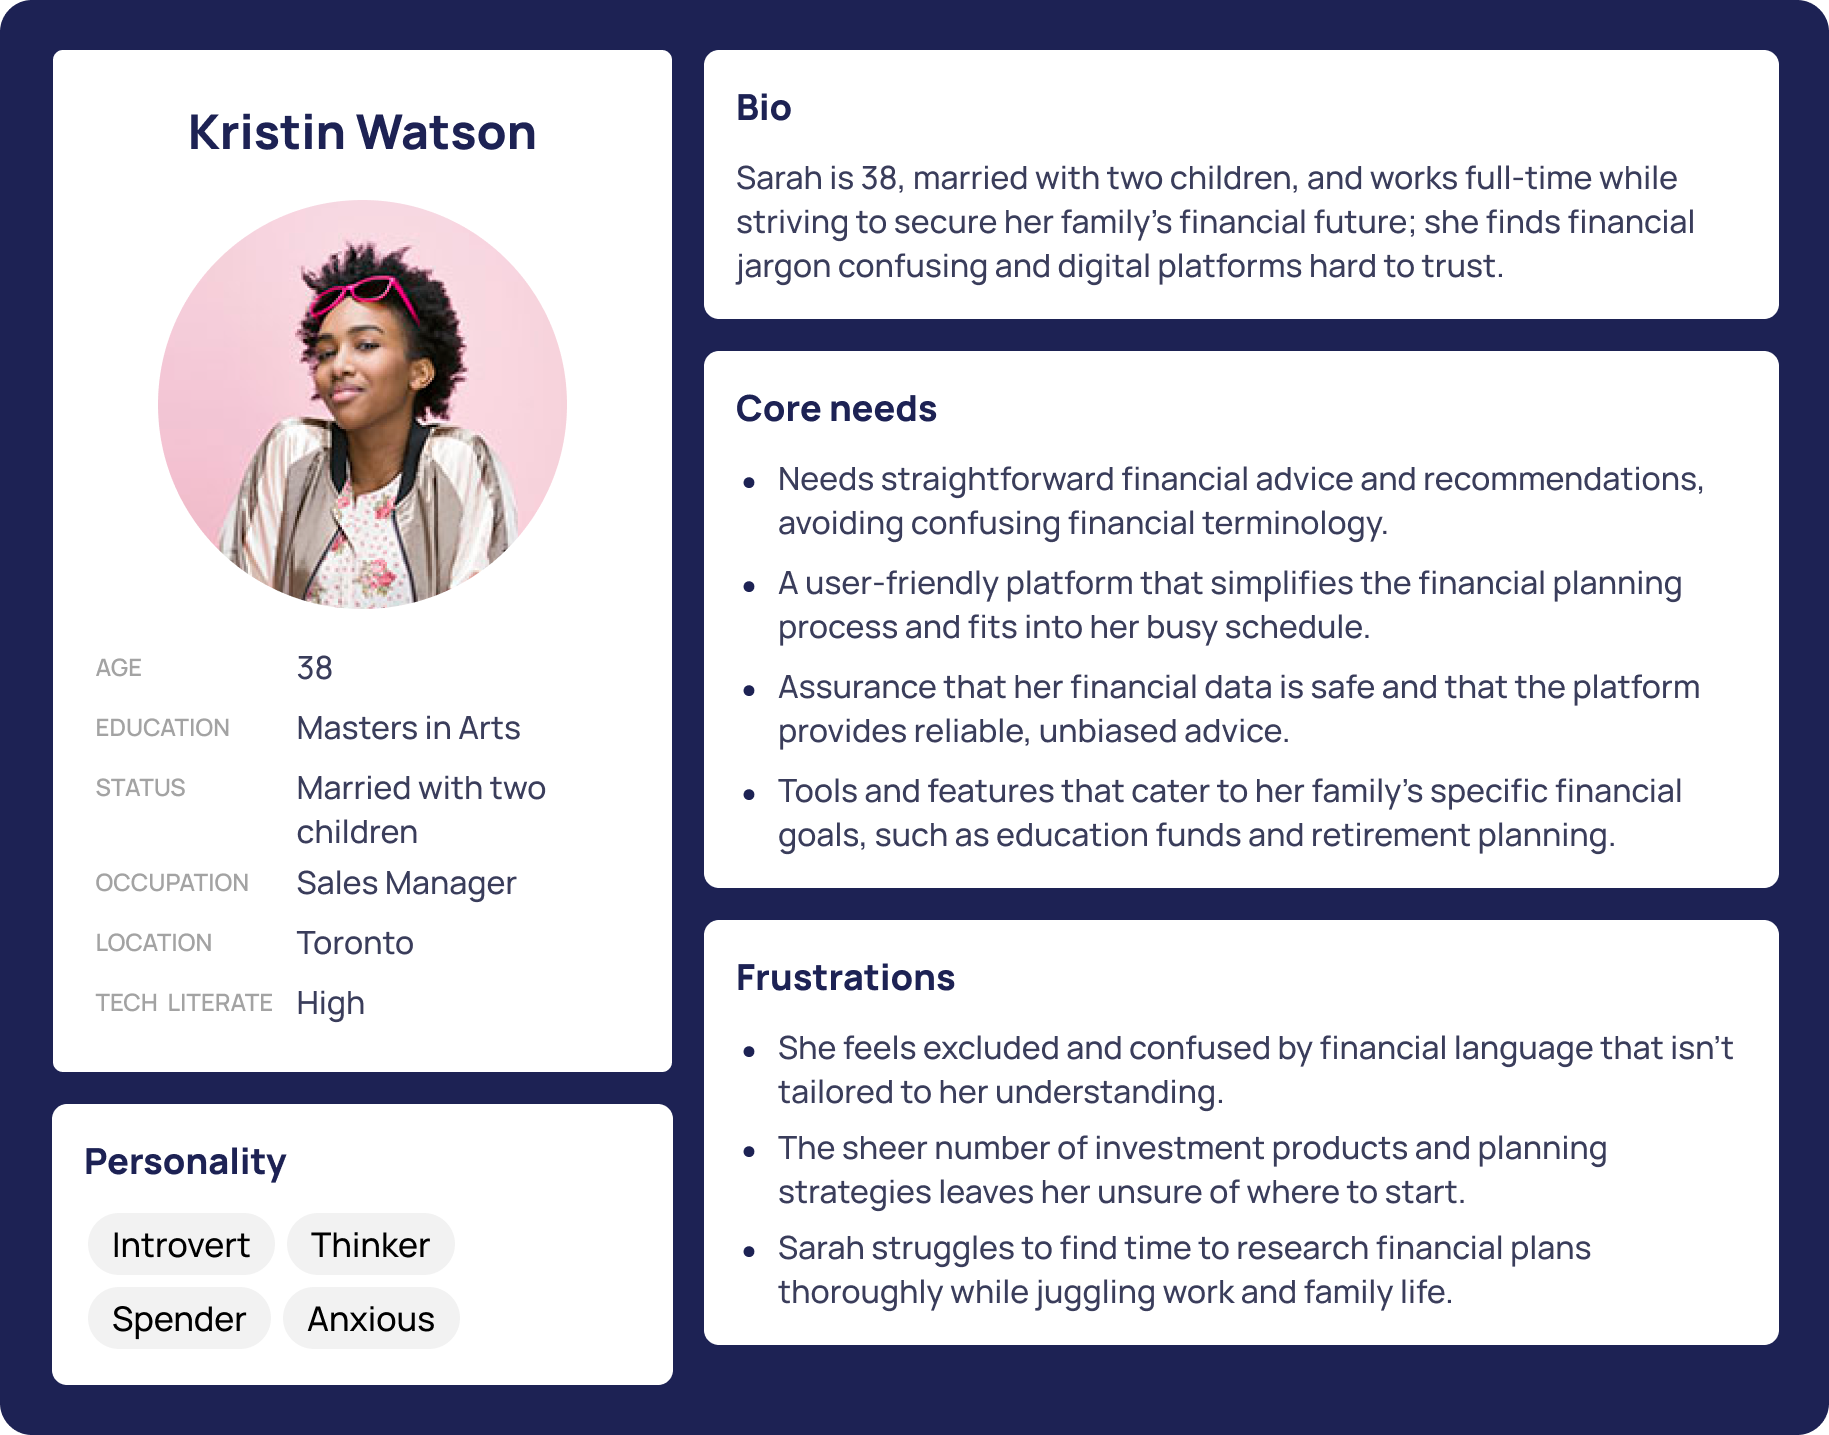 Kristin Watson
AGE 38
EDUCATION Masters in Arts
STATUS Married with two
children
OCCUPATION Sales Manager
LOCATION Toronto
TECH LITERATE High
Personality
Introvert Thinker
Spender Anxious
Bio
Sarah is 38, married with two children, and works full-time while
striving to secure her family’s financial future; she finds financial
jargon confusing and digital platforms hard to trust.
Core needs
• Needs straightforward financial advice and recommendations,
avoiding confusing financial terminology.
• A user-friendly platform that simplifies the financial planning
process and fits into her busy schedule.
• Assurance that her financial data is safe and that the platform
provides reliable, unbiased advice.
• Tools and features that cater to her family’s specific financial
goals, such as education funds and retirement planning.
Frustrations
• She feels excluded and confused by financial language that isn’t
tailored to her understanding.
• The sheer number of investment products and planning
strategies leaves her unsure of where to start.
• Sarah struggles to find time to research financial plans
thoroughly while juggling work and family life.